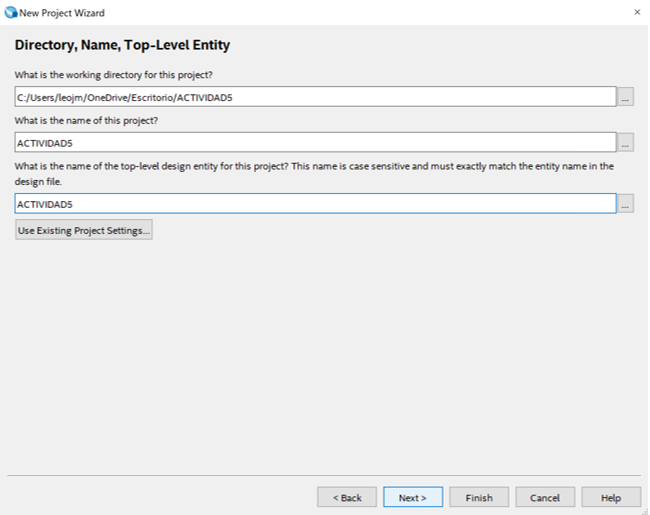 New Project Wizard
×
Directory, Name, Top-Level Entity
What is the working directory for this project?
C:/Users/leojm/OneDrive/Escritorio/ACTIVIDAD5
...
What is the name of this project?
ACTIVIDAD5
...
What is the name of the top-level design entity for this project? This name is case sensitive and must exactly match the entity name in the
design file.
ACTIVIDAD5
...
Use Existing Project Settings...
< Back
Next >
Finish
Cancel
Help